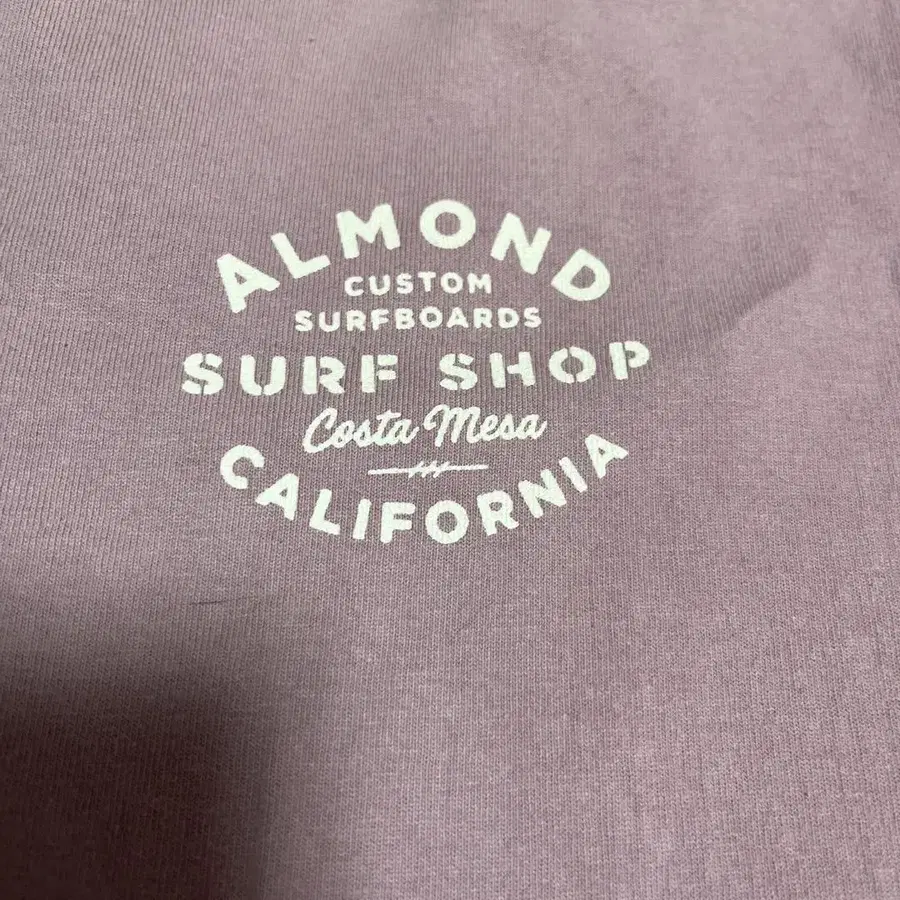 ALMOND
CUSTOM
SURFBOARDS
SURF SHOP
Costa Mesa
CALIFORNIA